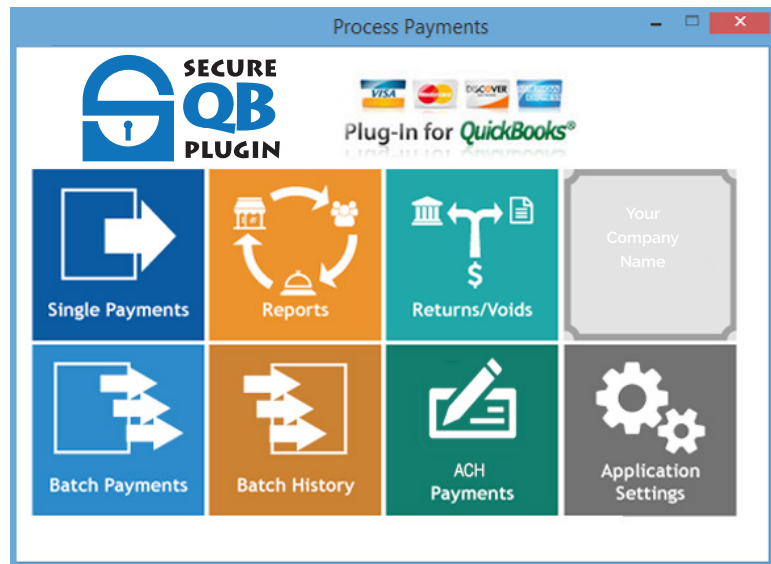 Process Payments
SECURE
QB
PLUGIN
VISA
DISCOVER
Plug-In for QuickBooks®
Single Payments
Reports
$
Returns/Voids
Your
Company
Name
Batch Payments
Batch History
ACH
Payments
Application
Settings